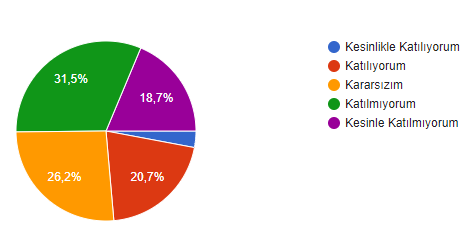 31,5%
18,7%
26,2%
20,7%
Kesinlikle Katılıyorum
Katılıyorum
Kararsızım
Katılmıyorum
Kesinle Katılmıyorum